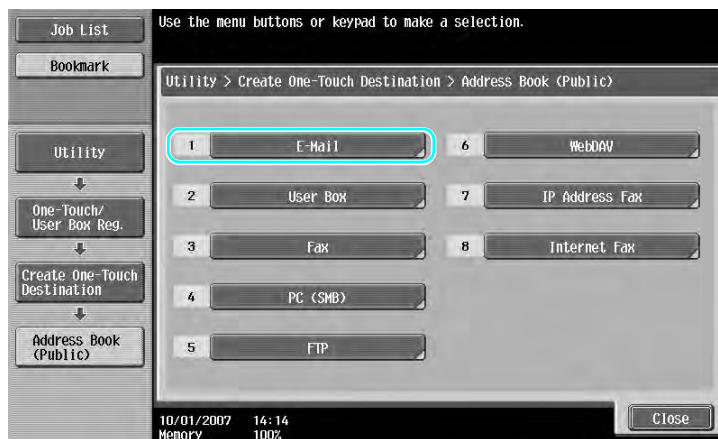 Job List
Bookmark
Use the menu buttons or keypad to make a selection.
Utility > Create One-Touch Destination > Address Book (Public)
Utility
One-Touch/
User Box Reg.
Create One-Touch
Destination
Address Book
(Public)
1 E-Mail
2 User Box
3 Fax
4 PC (SMB)
5 FTP
6 WebDAV
7 IP Address Fax
8 Internet Fax
10/01/2007 14:14
Memory 100%
Close